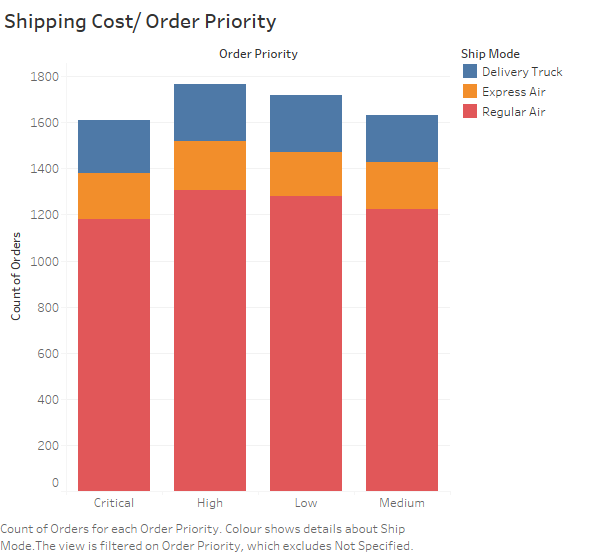 Shipping Cost/ Order Priority
Order Priority
Ship Mode
Delivery Truck
Express Air
Regular Air
1800
1600
1400
1200
1000
800
600
400
200
0
Count of Orders
Critical
High
Low
Medium
Count of Orders for each Order Priority. Colour shows details about Ship
Mode.The view is filtered on Order Priority, which excludes Not Specified.